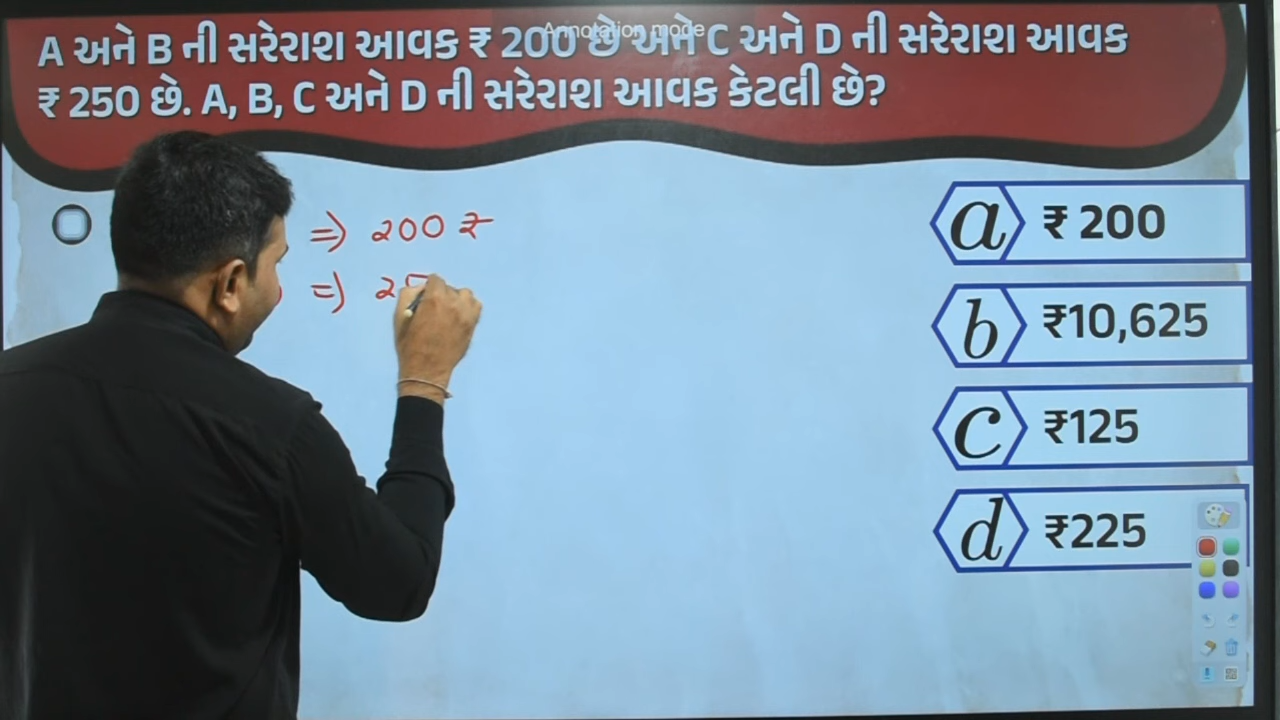 Annotation mode
A અને B ની સરેરાશ આવક ₹ 200 છે અને C અને D ની સરેરાશ આવક
₹ 250 છે. A, B, C અને D ની સરેરાશ આવક કેટલી છે?
⇒ 200 ₹
⇒ 25
a ₹ 200
b ₹10,625
c ₹125
d ₹225